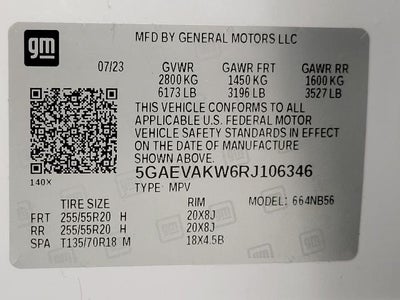 gm
MFD BY GENERAL MOTORS LLC
07/23 GVWR GAWR FRT GAWR RR
2800 KG 1450 KG 1600 KG
6173 LB 3196 LB 3527 LB
THIS VEHICLE CONFORMS TO ALL
APPLICABLE U.S. FEDERAL MOTOR
VEHICLE SAFETY STANDARDS IN EFFECT
ON THE DATE OF MANUFACTURE
SHOWN ABOVE.
140X
5GAEVAKW6RJ106346
TYPE: MPV
TIRE SIZE RIM MODEL: 664NB56
FRT 255/55R20 H 20X8J
RR 255/55R20 H 20X8J
SPA T135/70R18 M 18X4.5B